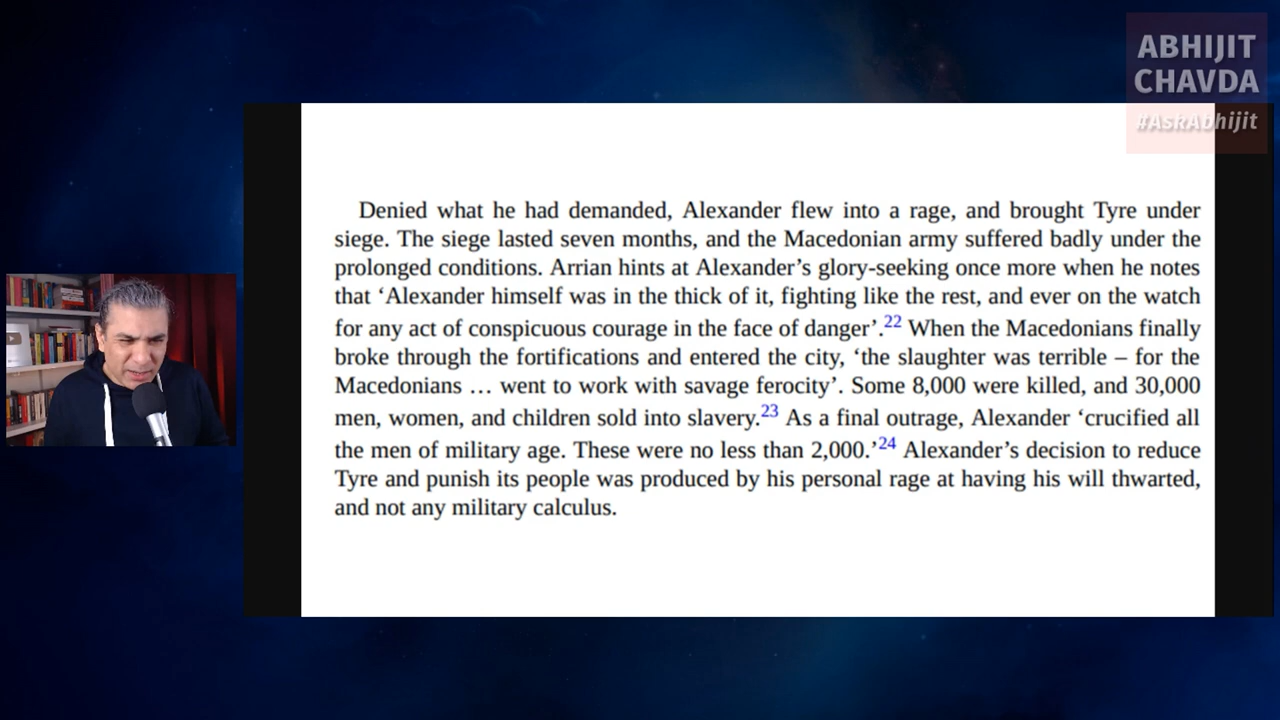 ABHIJIT
CHAVDA
#AskAbhijit
Denied what he had demanded, Alexander flew into a rage, and brought Tyre under
siege. The siege lasted seven months, and the Macedonian army suffered badly under the
prolonged conditions. Arrian hints at Alexander’s glory-seeking once more when he notes
that ‘Alexander himself was in the thick of it, fighting like the rest, and ever on the watch
for any act of conspicuous courage in the face of danger’.22 When the Macedonians finally
broke through the fortifications and entered the city, ‘the slaughter was terrible – for the
Macedonians … went to work with savage ferocity’. Some 8,000 were killed, and 30,000
men, women, and children sold into slavery.23 As a final outrage, Alexander ‘crucified all
the men of military age. These were no less than 2,000.’24 Alexander’s decision to reduce
Tyre and punish its people was produced by his personal rage at having his will thwarted,
and not any military calculus.